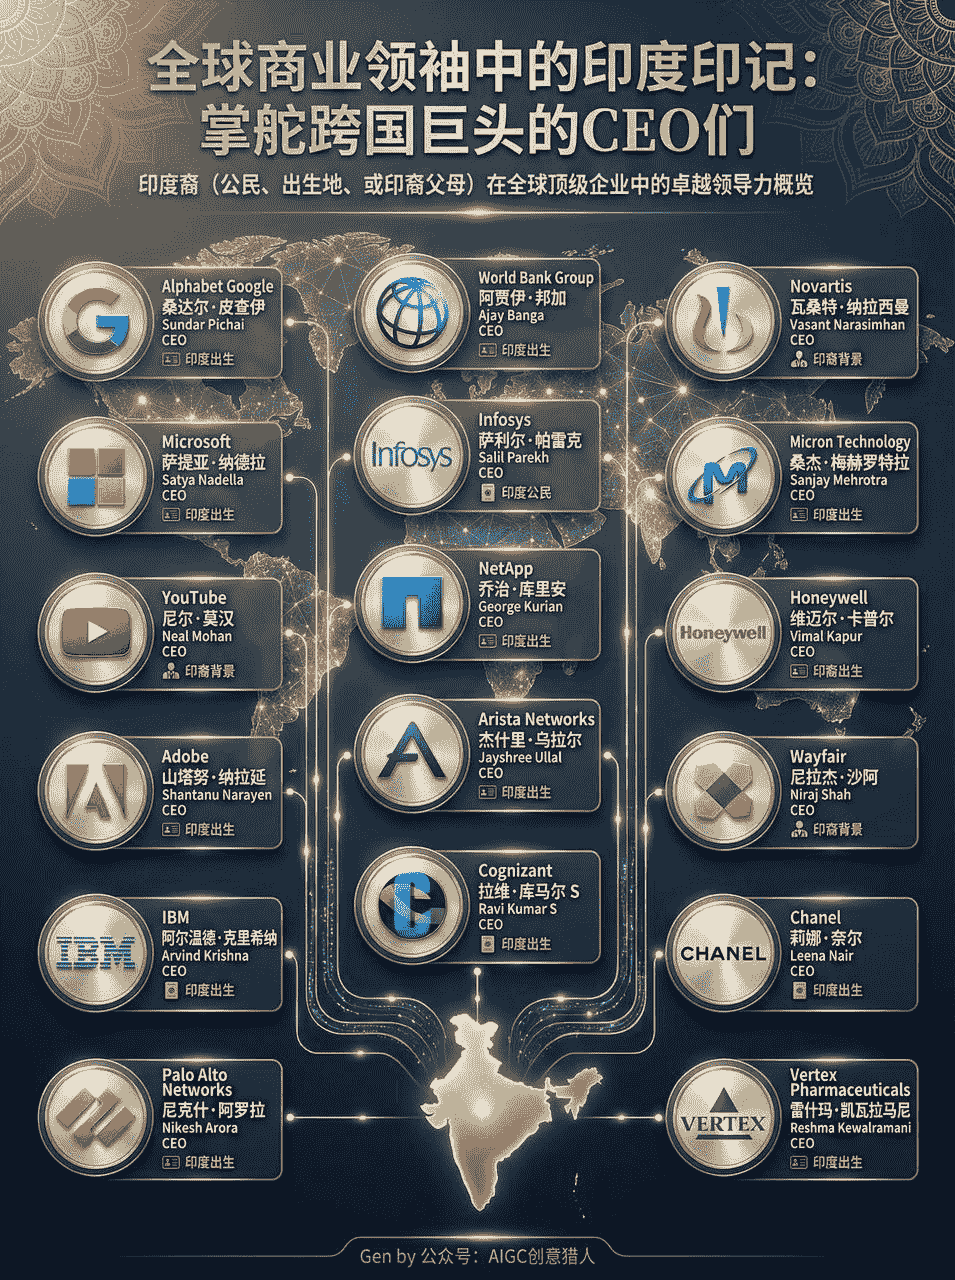 全球商业领袖中的印度印记：
掌舵跨国巨头的CEO们
印度裔（公民、出生地、或印裔父母）在全球顶级企业中的卓越领导力概览
Alphabet Google
桑达尔·皮查伊
Sundar Pichai
CEO
印度出生
Microsoft
萨提亚·纳德拉
Satya Nadella
CEO
印度出生
YouTube
尼尔·莫汉
Neal Mohan
CEO
印裔背景
Adobe
山塔努·纳拉延
Shantanu Narayen
CEO
印度出生
IBM
IBM
阿尔温德·克里希纳
Arvind Krishna
CEO
印度出生
Palo Alto
Networks
尼克什·阿罗拉
Nikesh Arora
CEO
印度出生
World Bank Group
阿贾伊·邦加
Ajay Banga
CEO
印度出生
Infosys
Infosys
萨利尔·帕雷克
Salil Parekh
CEO
印度公民
NetApp
乔治·库里安
George Kurian
CEO
印度出生
Arista Networks
杰什里·乌拉尔
Jayshree Ullal
CEO
印度出生
Cognizant
拉维·库马尔 S
Ravi Kumar S
CEO
印度出生
Novartis
瓦桑特·纳拉西曼
Vasant Narasimhan
CEO
印裔背景
Micron Technology
桑杰·梅赫罗特拉
Sanjay Mehrotra
CEO
印度出生
Honeywell
Honeywell
维迈尔·卡普尔
Vimal Kapur
CEO
印裔出生
Wayfair
尼拉杰·沙阿
Niraj Shah
CEO
印裔背景
CHANEL
Chanel
莉娜·奈尔
Leena Nair
CEO
印度出生
VERTEX
Vertex
Pharmaceuticals
雷什玛·凯瓦拉马尼
Reshma Kewalramani
CEO
印度出生
Gen by 公众号：AIGC创意猎人